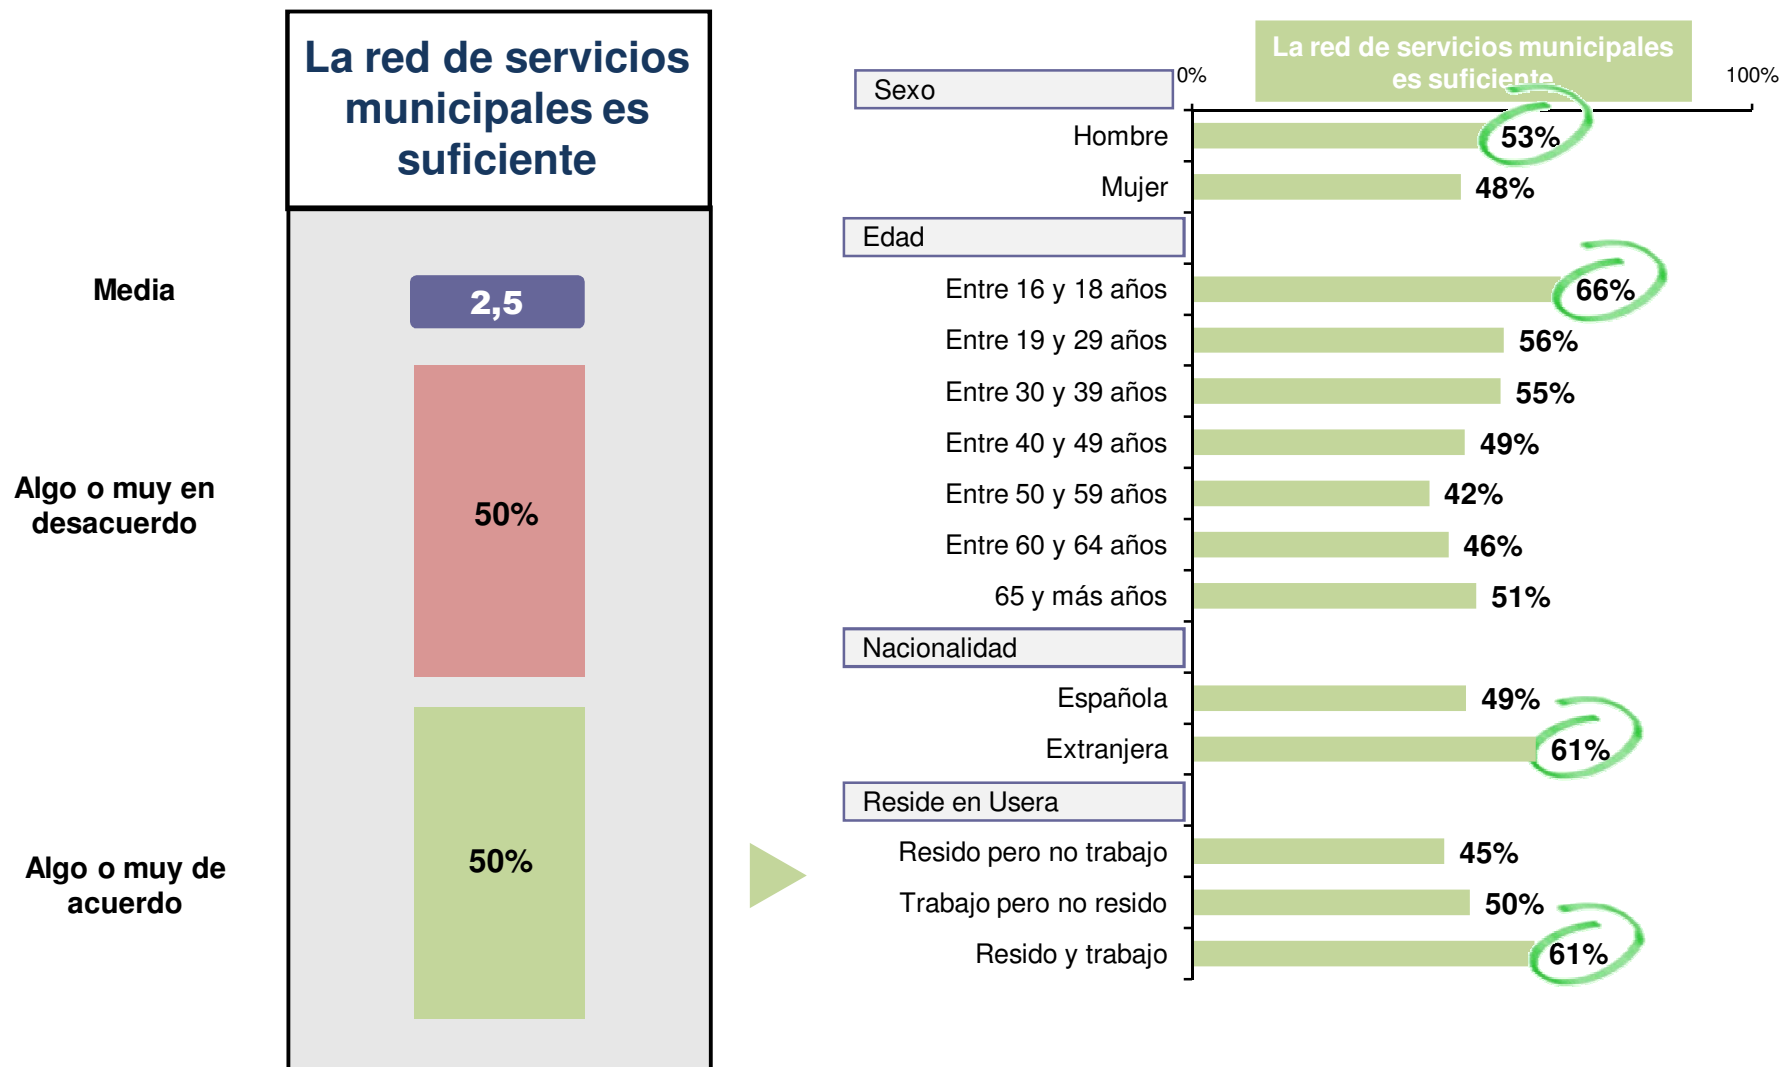 La red de servicios
municipales es
suficiente
Media
2,5
Algo o muy en
desacuerdo
50%
Algo o muy de
acuerdo
50%
La red de servicios municipales
es suficiente
0%
100%
Sexo
Hombre
53%
Mujer
48%
Edad
Entre 16 y 18 años
66%
Entre 19 y 29 años
56%
Entre 30 y 39 años
55%
Entre 40 y 49 años
49%
Entre 50 y 59 años
42%
Entre 60 y 64 años
46%
65 y más años
51%
Nacionalidad
Española
49%
Extranjera
61%
Reside en Usera
Resido pero no trabajo
45%
Trabajo pero no resido
50%
Resido y trabajo
61%